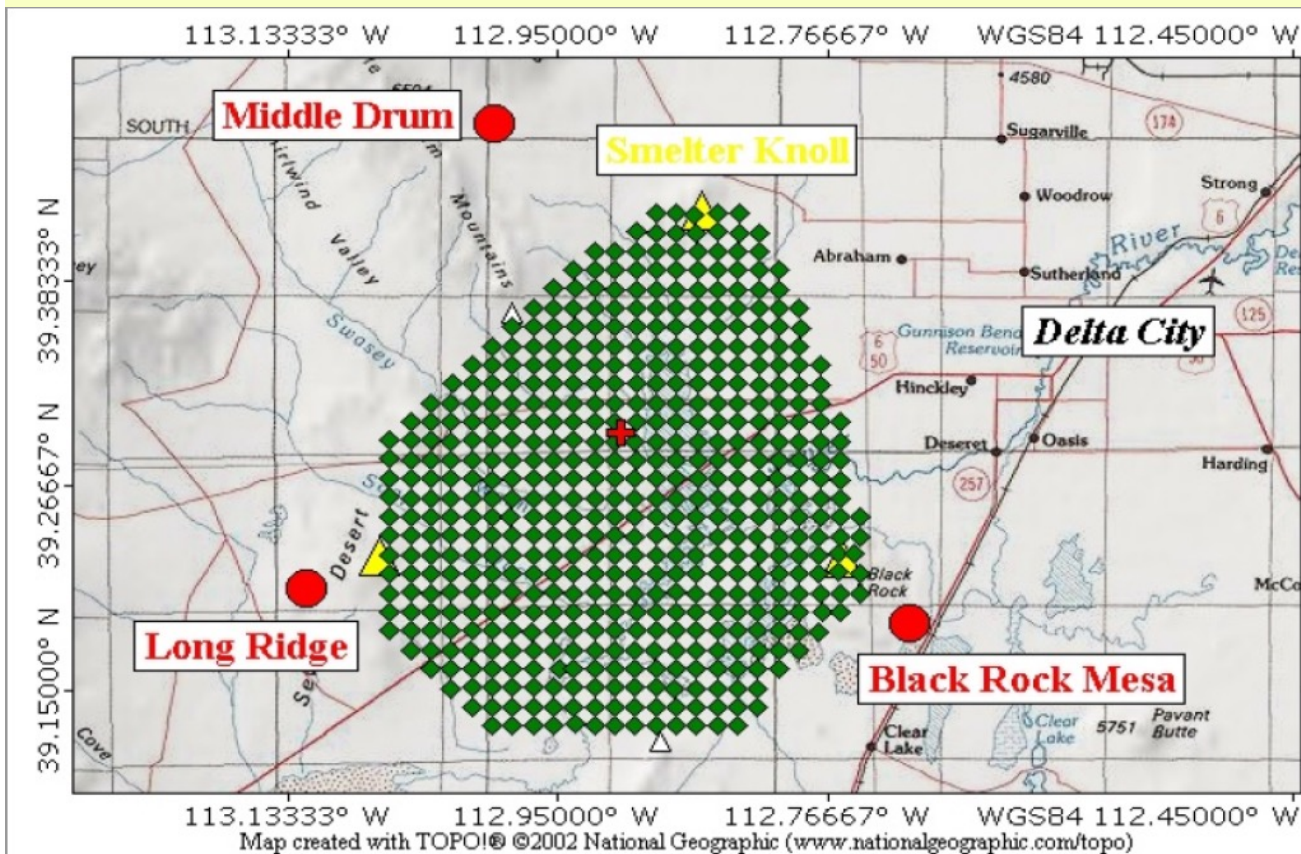 113.13333° W 112.95000° W 112.76667° W WGS84 112.45000° W
4580
SOUTH
Middle Drum
174
Sugarville
Smelter Knoll
Strong
Woodrow
6
Mountains
Valley
River
Abraham
Sutherland
39.38333° N
Swasey
Gunnison Bend
Reservoir
6
50
Delta City
125
Hinckley
Deseret
Oasis
Harding
39.26667° N
257
Desert
Black
Rock
Long Ridge
Black Rock Mesa
39.15000° N
Clear
Lake
Clear
Lake
5751
Pavant
Butte
Cove
113.13333° W 112.95000° W 112.76667° W WGS84 112.45000° W
Map created with TOPO!® ©2002 National Geographic (www.nationalgeographic.com/topo)